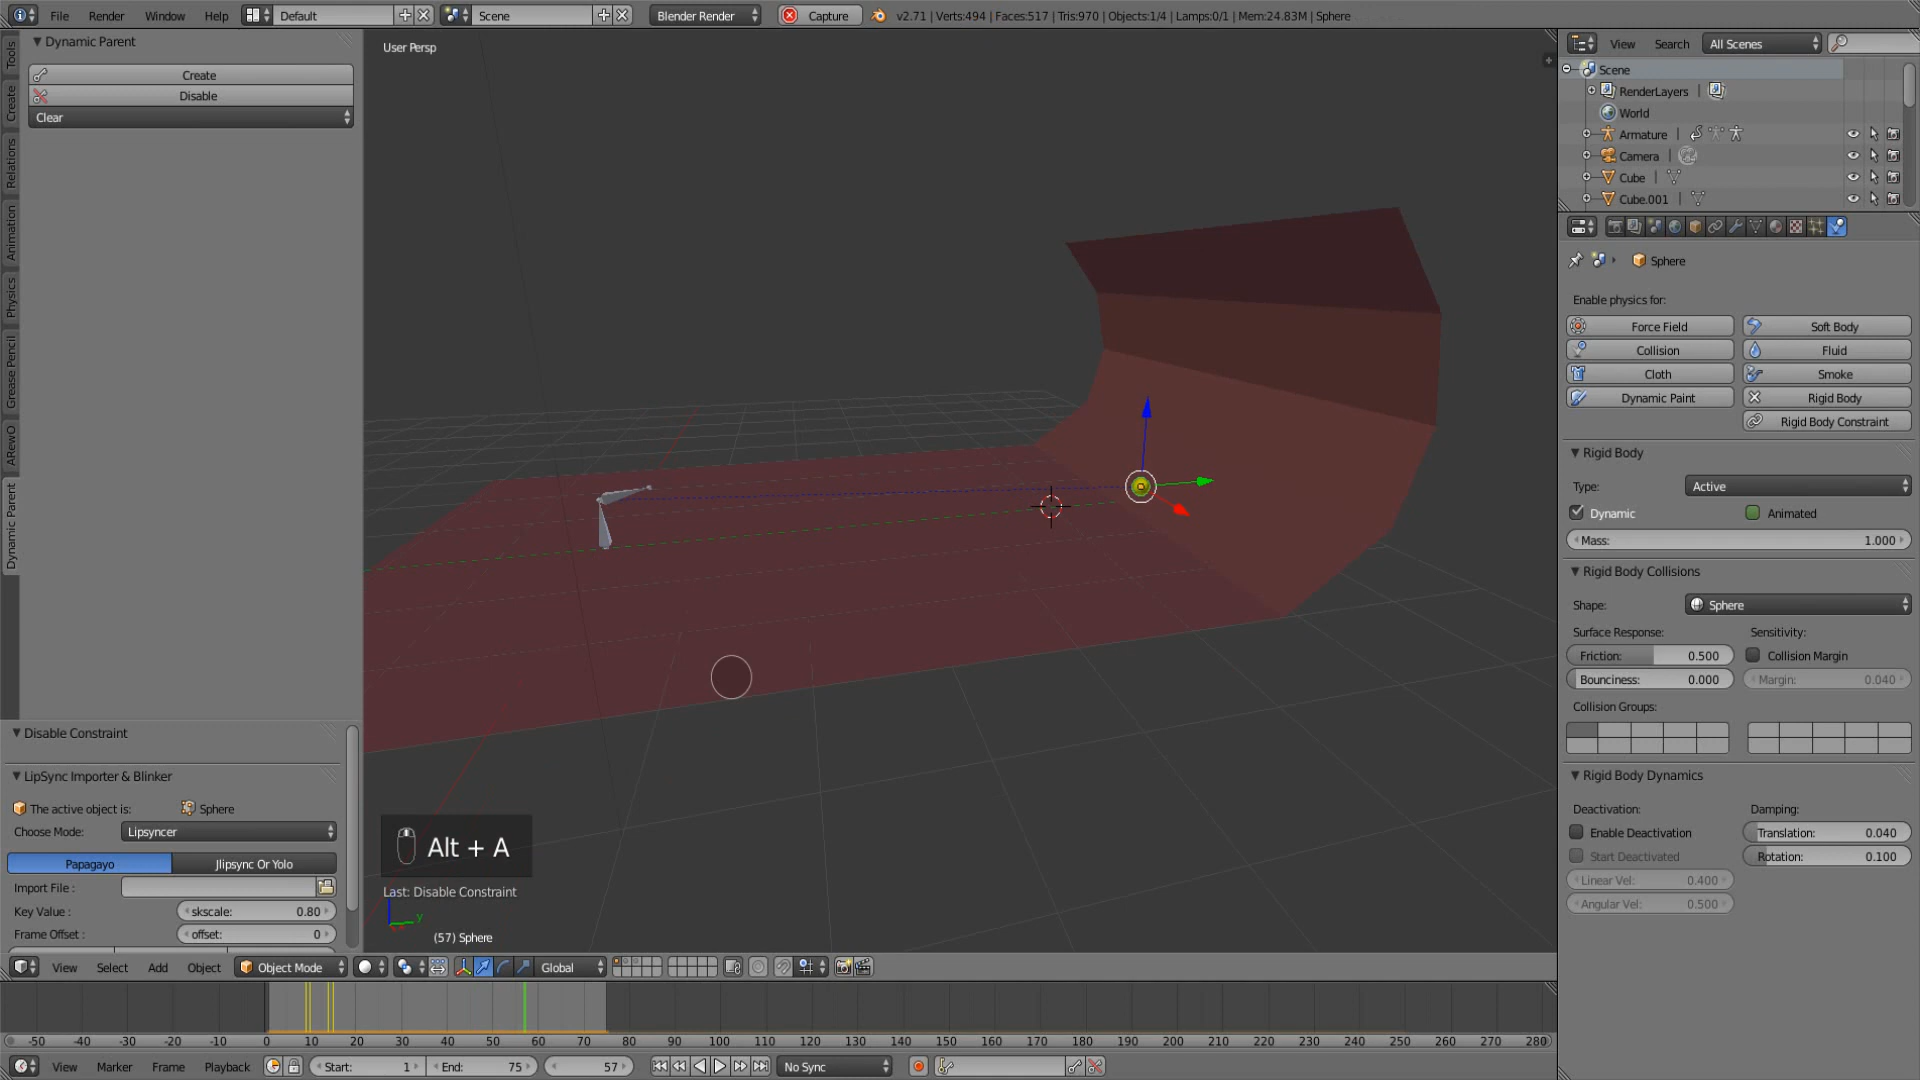 File Render Window Help Default Scene Blender Render Capture v2.71 | Verts:494 | Faces:517 | Tris:970 | Objects:1/4 | Lamps:0/1 | Mem:24.83M | Sphere
Dynamic Parent
Create
Disable
Clear
Tools
Create
Relations
Animation
Physics
Grease Pencil
ARewO
Dynamic Parent
Disable Constraint
LipSync Importer & Blinker
The active object is: Sphere
Choose Mode: Lipsyncer
Papagayo Jlipsync Or Yolo
Import File :
Key Value : skscale: 0.80
Frame Offset : offset: 0
User Persp
Alt + A
Last: Disable Constraint
y
(57) Sphere
View Select Add Object Object Mode Global
-50 -40 -30 -20 -10 0 10 20 30 40 50 60 70 80 90 100 110 120 130 140 150 160 170 180 190 200 210 220 230 240 250 260 270 280
View Marker Frame Playback Start: 1 End: 75 57 No Sync
View Search All Scenes
Scene
RenderLayers |
World
Armature |
Camera |
Cube |
Cube.001 |
Sphere
Enable physics for:
Force Field Soft Body
Collision Fluid
Cloth Smoke
Dynamic Paint Rigid Body
Rigid Body Constraint
Rigid Body
Type: Active
Dynamic Animated
Mass: 1.000
Rigid Body Collisions
Shape: Sphere
Surface Response: Sensitivity:
Friction: 0.500 Collision Margin
Bounciness: 0.000 Margin: 0.040
Collision Groups:
Rigid Body Dynamics
Deactivation: Damping:
Enable Deactivation Translation: 0.040
Start Deactivated Rotation: 0.100
Linear Vel: 0.400
Angular Vel: 0.500